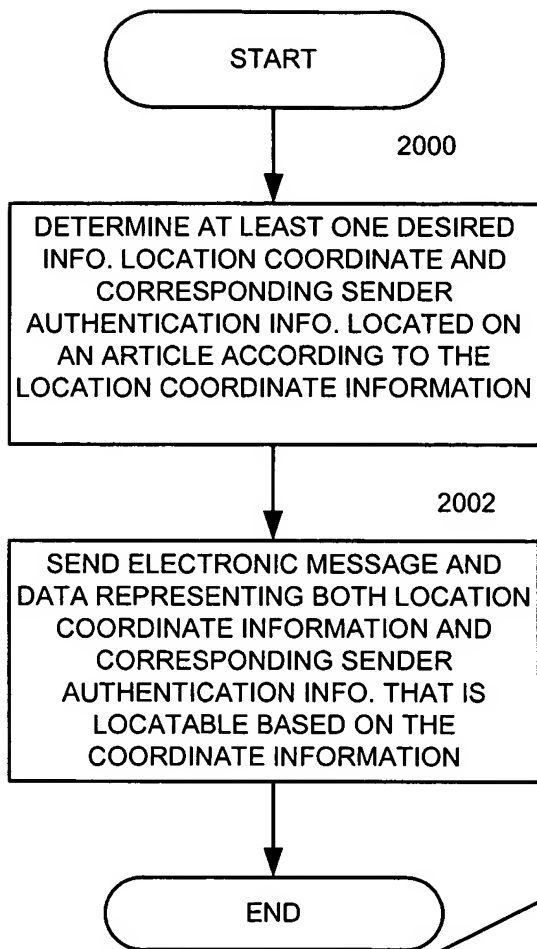 START
2000
DETERMINE AT LEAST ONE DESIRED
INFO. LOCATION COORDINATE AND
CORRESPONDING SENDER
AUTHENTICATION INFO. LOCATED ON
AN ARTICLE ACCORDING TO THE
LOCATION COORDINATE INFORMATION
2002
SEND ELECTRONIC MESSAGE AND
DATA REPRESENTING BOTH LOCATION
COORDINATE INFORMATION AND
CORRESPONDING SENDER
AUTHENTICATION INFO. THAT IS
LOCATABLE BASED ON THE
COORDINATE INFORMATION
END